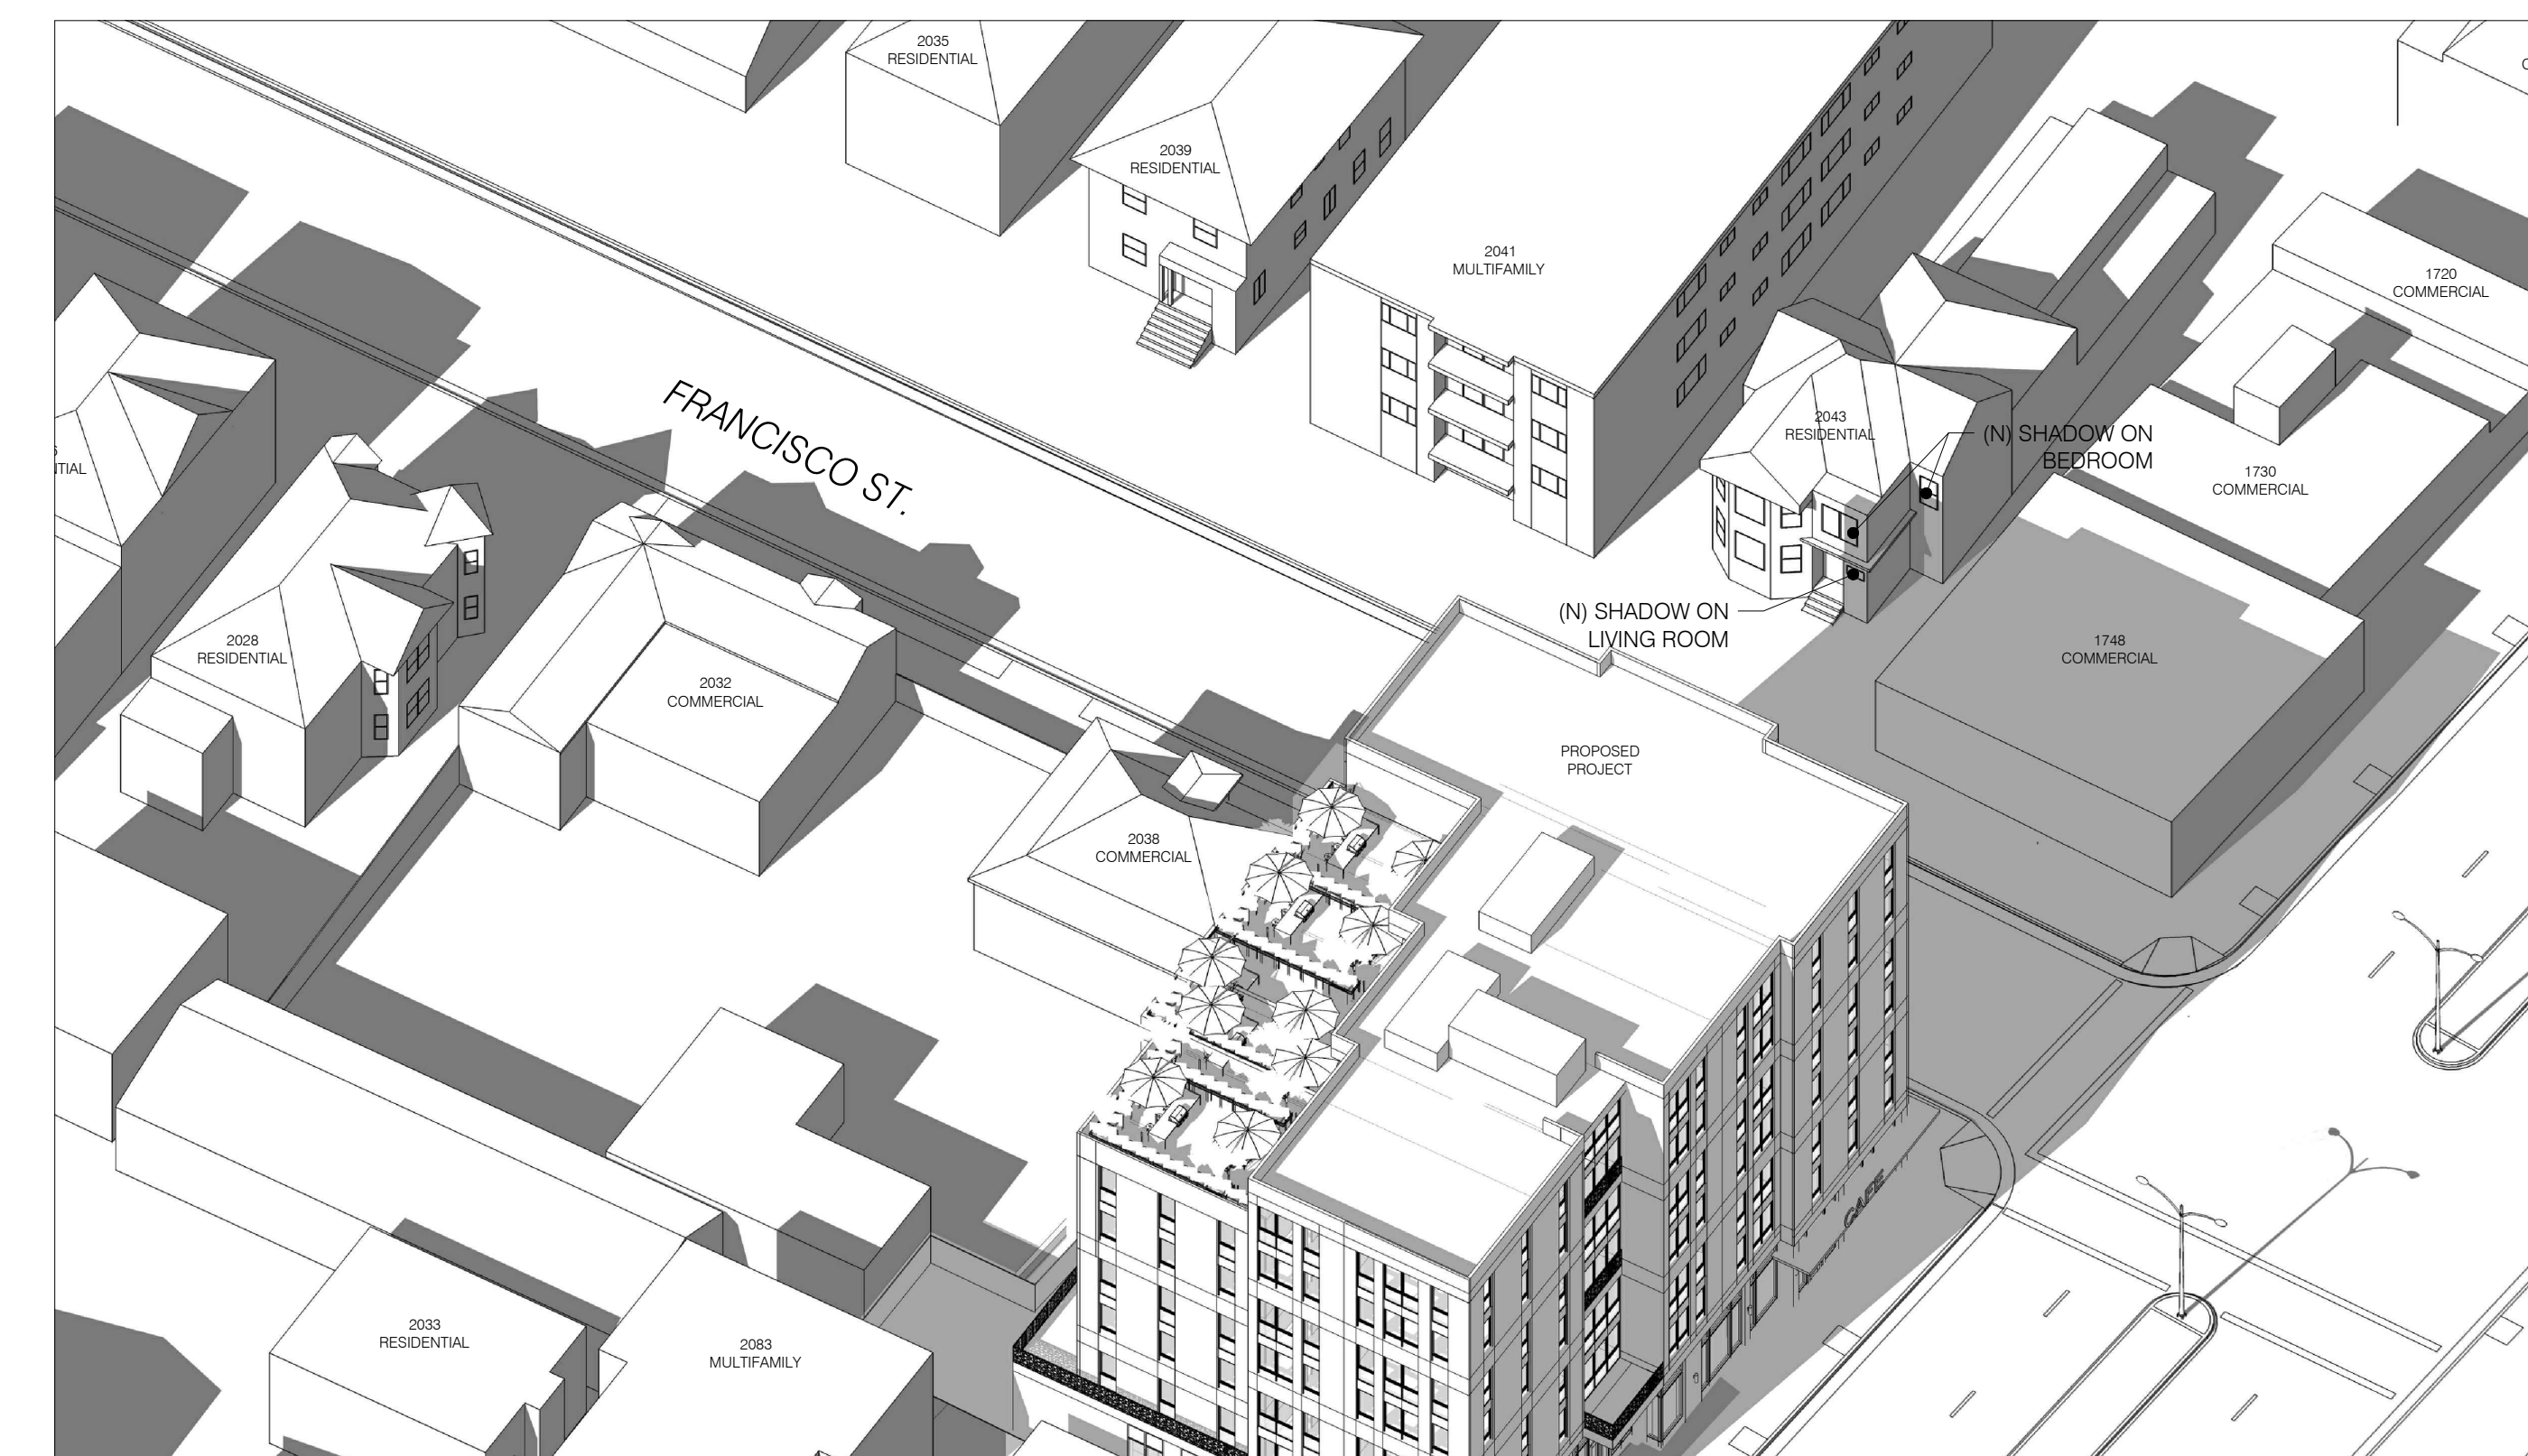 2035
RESIDENTIAL
2039
RESIDENTIAL
2041
MULTIFAMILY
1720
COMMERCIAL
FRANCISCO ST.
2043
RESIDENTIAL
(N) SHADOW ON
BEDROOM
1730
COMMERCIAL
(N) SHADOW ON
LIVING ROOM
2028
RESIDENTIAL
2032
COMMERCIAL
1748
COMMERCIAL
PROPOSED
PROJECT
2038
COMMERCIAL
CAFE
2033
RESIDENTIAL
2083
MULTIFAMILY